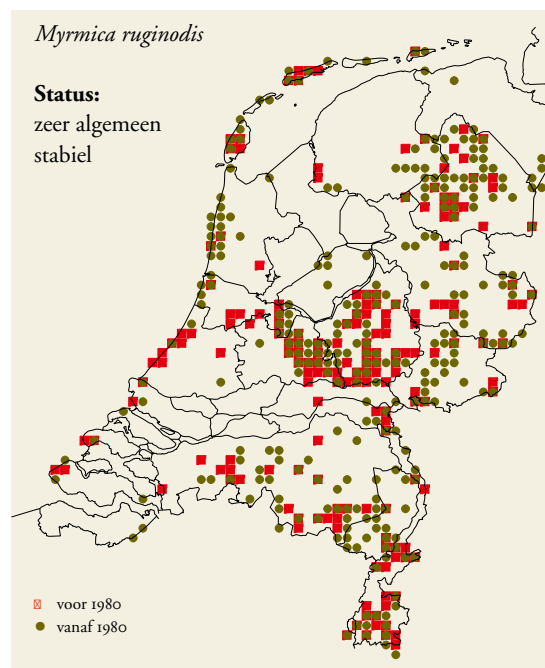 Myrmica ruginodis
Status:
zeer algemeen
stabiel
voor 1980
vanaf 1980